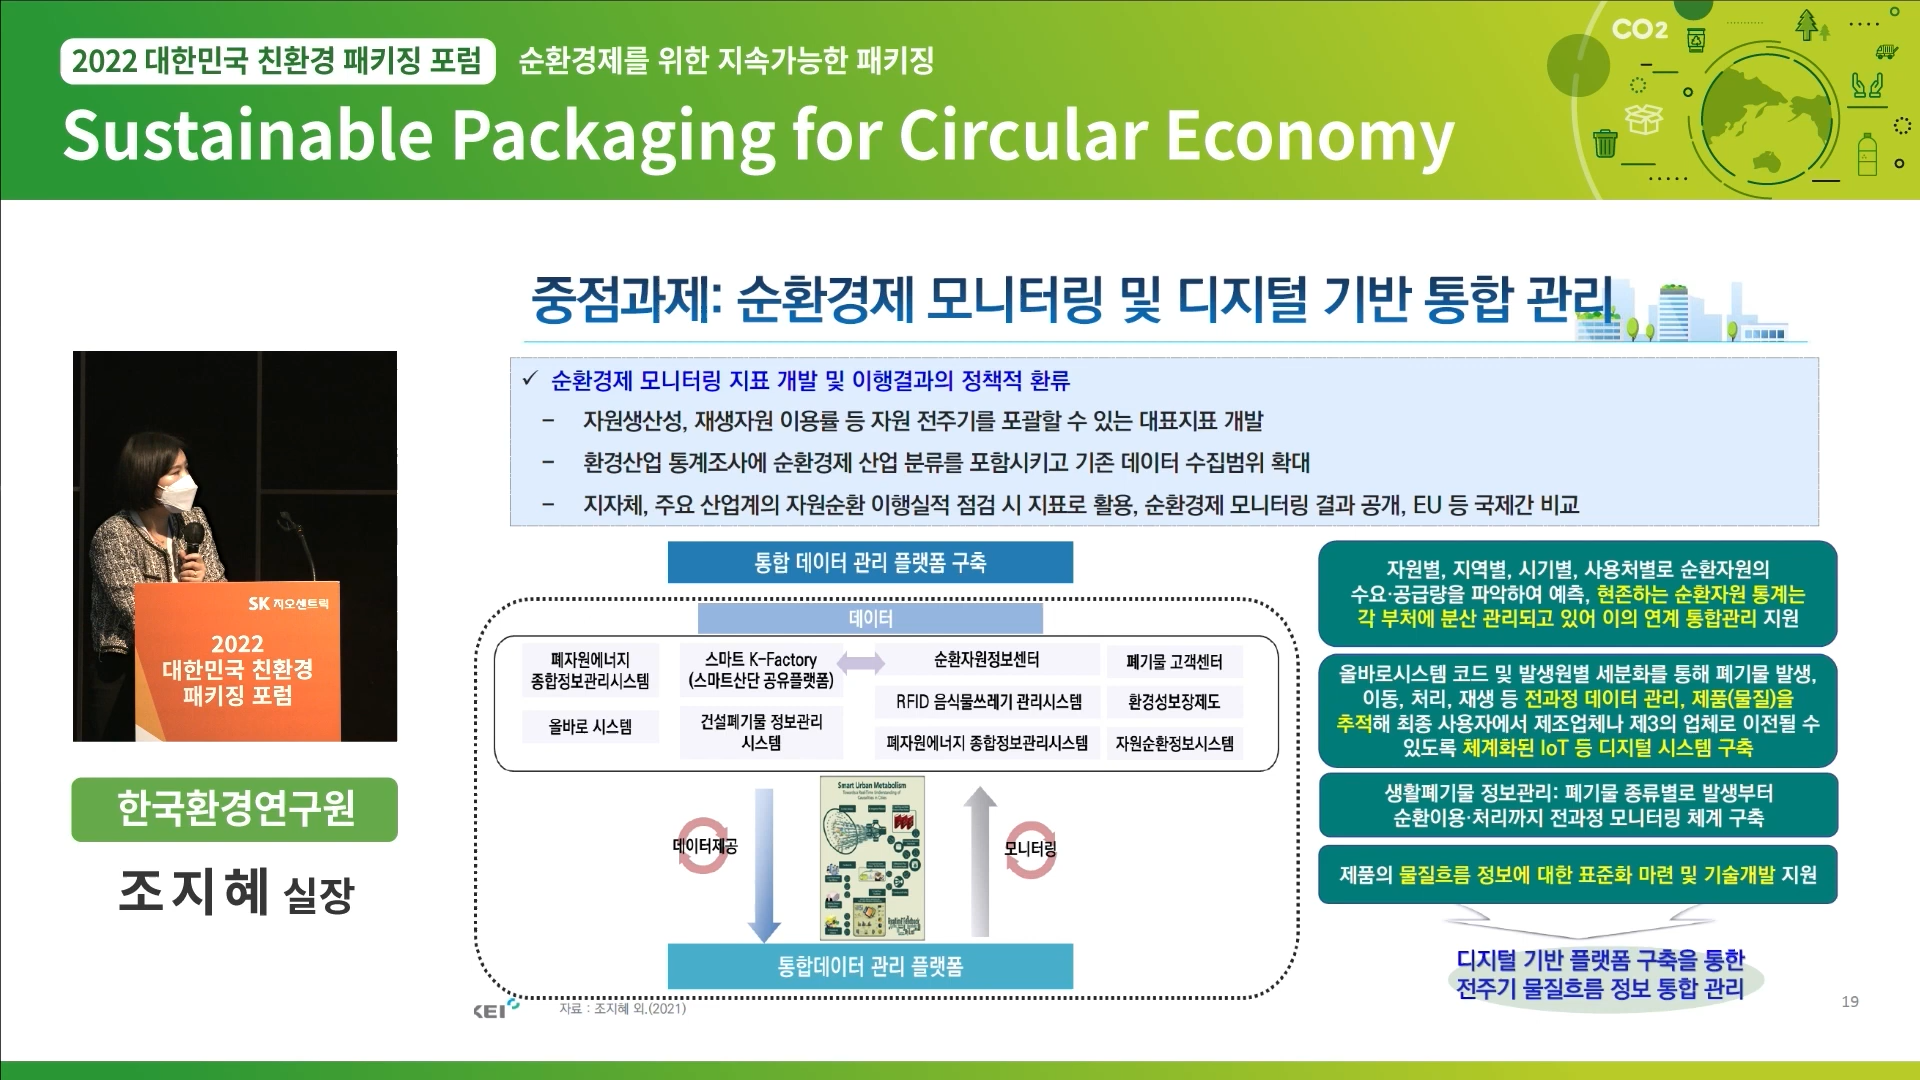 2022 대한민국 친환경 패키징 포럼
순환경제를 위한 지속가능한 패키징
Sustainable Packaging for Circular Economy
CO2
중점과제: 순환경제 모니터링 및 디지털 기반 통합 관리
✓ 순환경제 모니터링 지표 개발 및 이행결과의 정책적 환류
– 자원생산성, 재생자원 이용률 등 자원 전주기를 포괄할 수 있는 대표지표 개발
– 환경산업 통계조사에 순환경제 산업 분류를 포함시키고 기존 데이터 수집범위 확대
– 지자체, 주요 산업계의 자원순환 이행실적 점검 시 지표로 활용, 순환경제 모니터링 결과 공개, EU 등 국제간 비교
SK 지오센트릭
2022
대한민국 친환경
패키징 포럼
한국환경연구원
조지혜 실장
통합 데이터 관리 플랫폼 구축
데이터
폐자원에너지
종합정보관리시스템
올바로 시스템
스마트 K-Factory
(스마트산단 공유플랫폼)
건설폐기물 정보관리
시스템
순환자원정보센터
RFID 음식물쓰레기 관리시스템
폐자원에너지 종합정보관리시스템
폐기물 고객센터
환경성보장제도
자원순환정보시스템
데이터제공
Smart Urban Metabolism
모니터링
통합데이터 관리 플랫폼
KEI
자료 : 조지혜 외.(2021)
자원별, 지역별, 시기별, 사용처별로 순환자원의
수요·공급량을 파악하여 예측, 현존하는 순환자원 통계는
각 부처에 분산 관리되고 있어 이의 연계 통합관리 지원
올바로시스템 코드 및 발생원별 세분화를 통해 폐기물 발생,
이동, 처리, 재생 등 전과정 데이터 관리, 제품(물질)을
추적해 최종 사용자에서 제조업체나 제3의 업체로 이전될 수
있도록 체계화된 IoT 등 디지털 시스템 구축
생활폐기물 정보관리: 폐기물 종류별로 발생부터
순환이용·처리까지 전과정 모니터링 체계 구축
제품의 물질흐름 정보에 대한 표준화 마련 및 기술개발 지원
디지털 기반 플랫폼 구축을 통한
전주기 물질흐름 정보 통합 관리
19